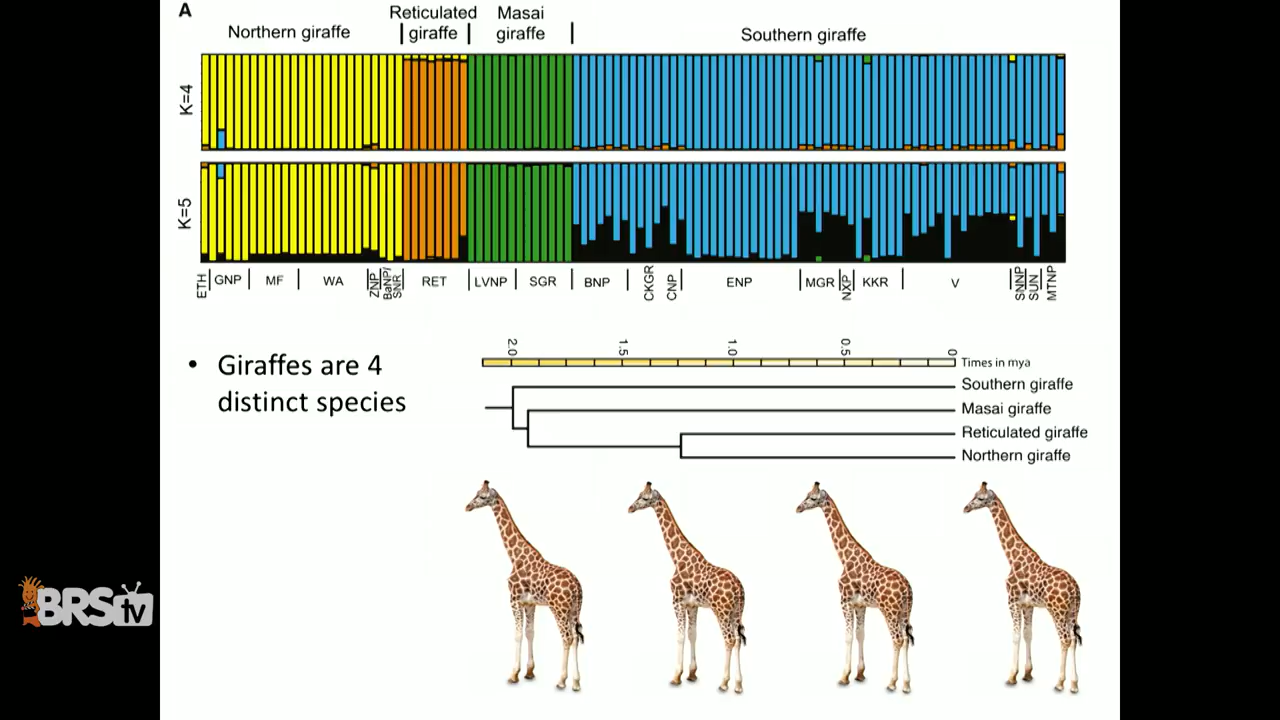 A
Northern giraffe
Reticulated
giraffe
Masai
giraffe
Southern giraffe
K=4
K=5
ETH GNP MF WA ZNP BaNP/ SNR RET LVNP SGR BNP CKGR CNP ENP MGR NXP KKR V SNNP SUN MTNP
• Giraffes are 4
distinct species
2.0 1.5 1.0 0.5 0 Times in mya
Southern giraffe
Masai giraffe
Reticulated giraffe
Northern giraffe
BRStv